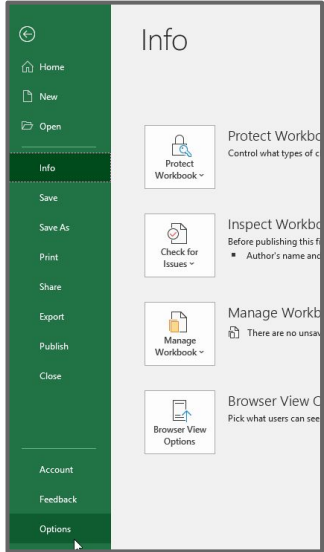 Info
Home
New
Open
Info
Save
Save As
Print
Share
Export
Publish
Close
Account
Feedback
Options
Protect
Workbook
Protect Workbo
Control what types of c
Check for
Issues
Inspect Workbo
Before publishing this fi
▪ Author's name and
Manage
Workbook
Manage Workb
There are no unsav
Browser View
Options
Browser View O
Pick what users can see